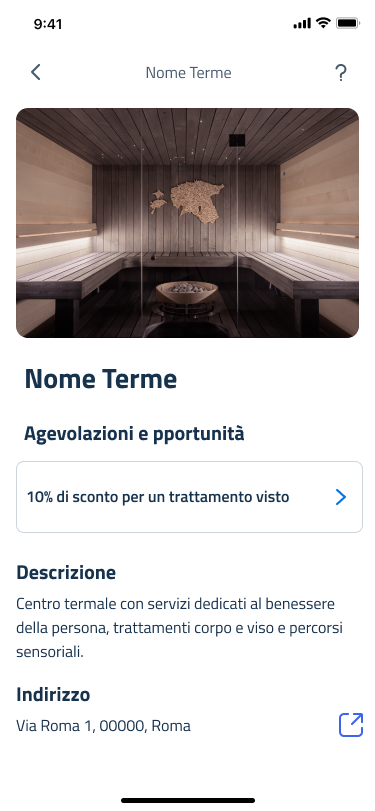 9:41
Nome Terme
?
Nome Terme
Agevolazioni e pportunità
10% di sconto per un trattamento visto
Descrizione
Centro termale con servizi dedicati al benessere
della persona, trattamenti corpo e viso e percorsi
sensoriali.
Indirizzo
Via Roma 1, 00000, Roma